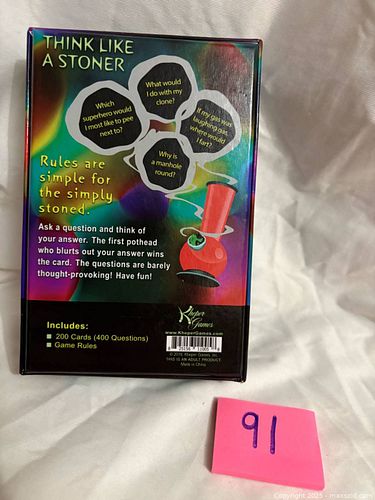 THINK LIKE
A STONER
What would
I do with my
clone?
Which
superhero would
I most like to pee
next to?
If my gas was
laughing gas,
where would
I fart?
Why is
a manhole
round?
Rules are
simple for
the simply
stoned.
Ask a question and think of
your answer. The first pothead
who blurts out your answer wins
the card. The questions are barely
thought-provoking! Have fun!
Kheper
Games
www.KheperGames.com
Includes:
200 Cards (400 Questions)
Game Rules
THIS IS AN ADULT PRODUCT
Made in China
91